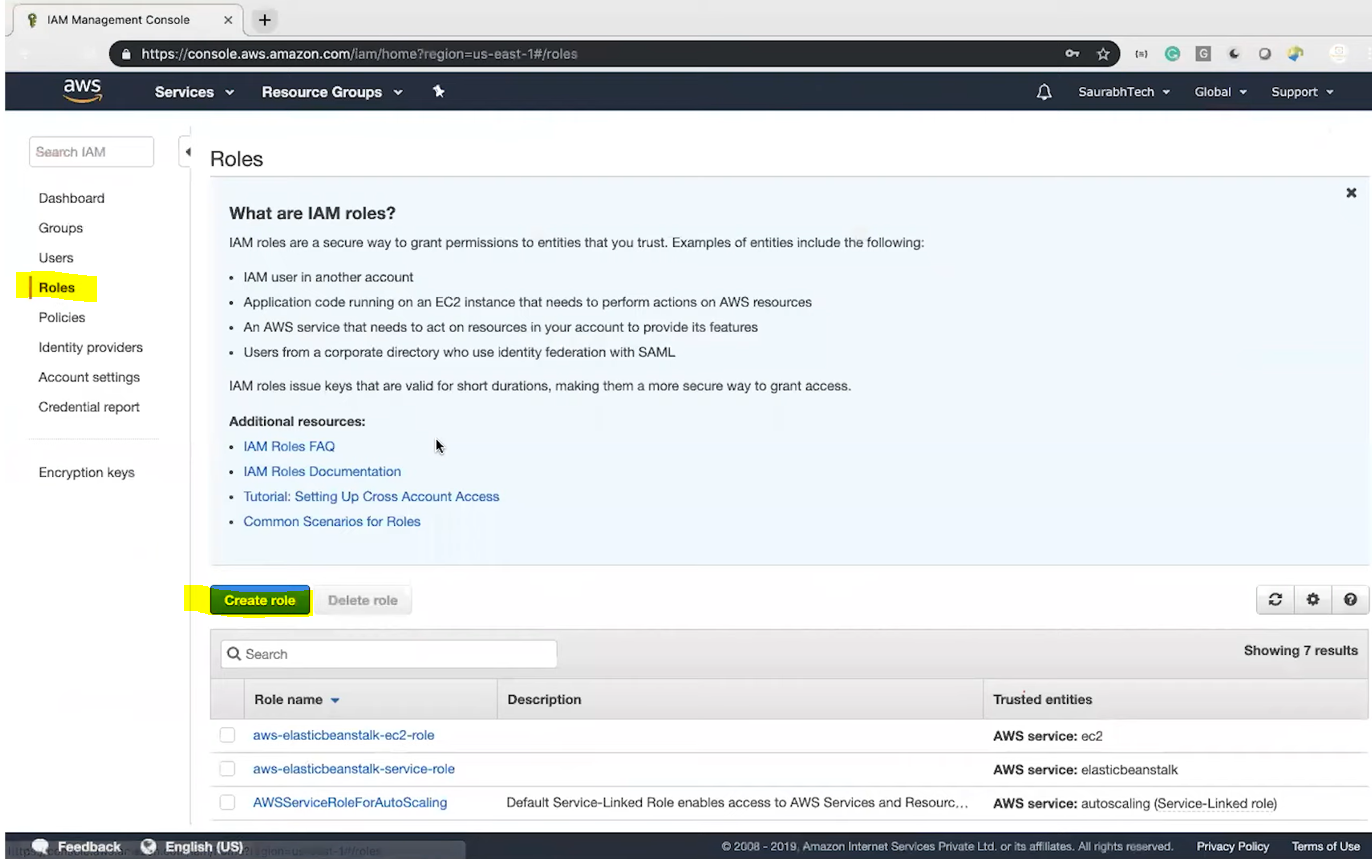 IAM Management Console
https://console.aws.amazon.com/iam/home?region=us-east-1#/roles
aws Services Resource Groups SaurabhTech Global Support
Search IAM
Dashboard
Groups
Users
Roles
Policies
Identity providers
Account settings
Credential report
Encryption keys
Roles
What are IAM roles?
IAM roles are a secure way to grant permissions to entities that you trust. Examples of entities include the following:
• IAM user in another account
• Application code running on an EC2 instance that needs to perform actions on AWS resources
• An AWS service that needs to act on resources in your account to provide its features
• Users from a corporate directory who use identity federation with SAML
IAM roles issue keys that are valid for short durations, making them a more secure way to grant access.
Additional resources:
• IAM Roles FAQ
• IAM Roles Documentation
• Tutorial: Setting Up Cross Account Access
• Common Scenarios for Roles
Create role Delete role
Search Showing 7 results
Role name Description Trusted entities
aws-elasticbeanstalk-ec2-role AWS service: ec2
aws-elasticbeanstalk-service-role AWS service: elasticbeanstalk
AWSServiceRoleForAutoScaling Default Service-Linked Role enables access to AWS Services and Resourc… AWS service: autoscaling (Service-Linked role)
Feedback English (US) © 2008 - 2019, Amazon Internet Services Private Ltd. or its affiliates. All rights reserved. Privacy Policy Terms of Use